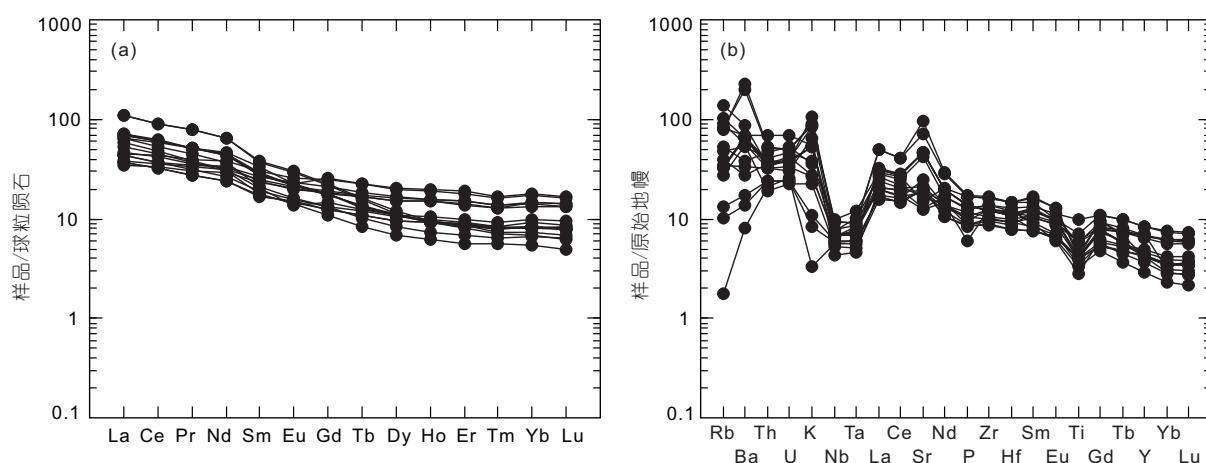 1000
100
10
1
0.1
样品/球粒陨石
(a)
La Ce Pr Nd Sm Eu Gd Tb Dy Ho Er Tm Yb Lu
1000
100
10
1
0.1
样品/原始地幔
(b)
Rb Th K Ta Ce Nd Zr Sm Ti Tb Yb
Ba U Nb La Sr P Hf Eu Gd Y Lu